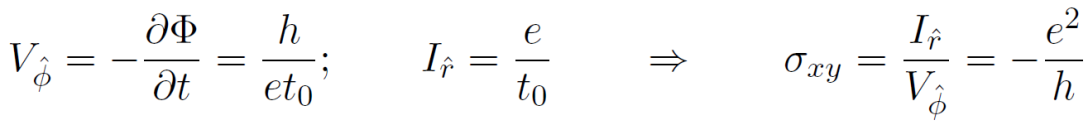 V_{\hat{\phi}} = -\frac{\partial \Phi}{\partial t} = \frac{h}{e t_0}; \qquad I_{\hat{r}} = \frac{e}{t_0} \qquad \Rightarrow \qquad \sigma_{xy} = \frac{I_{\hat{r}}}{V_{\hat{\phi}}} = -\frac{e^2}{h}